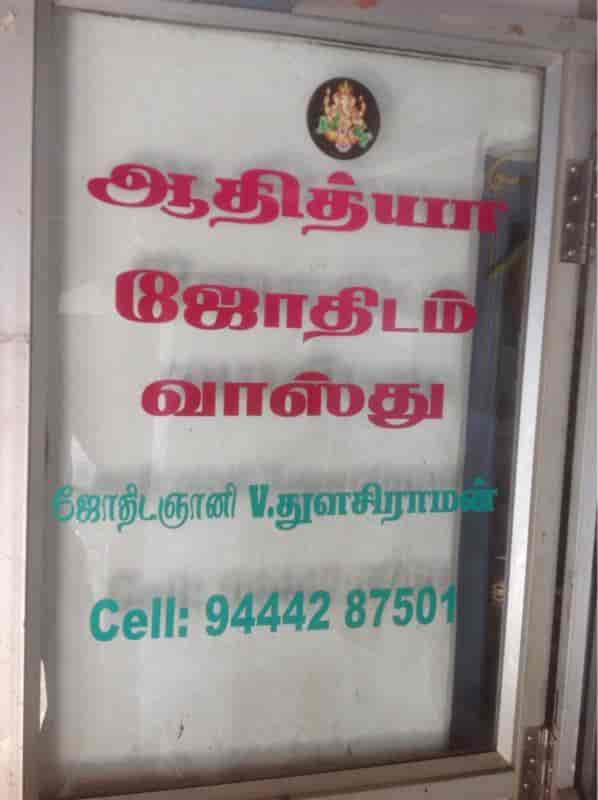 ஆதித்யா
ஜோதிடம்
வாஸ்து
ஜோதிடஞானி V.துளசிராமன்
Cell: 94442 87501